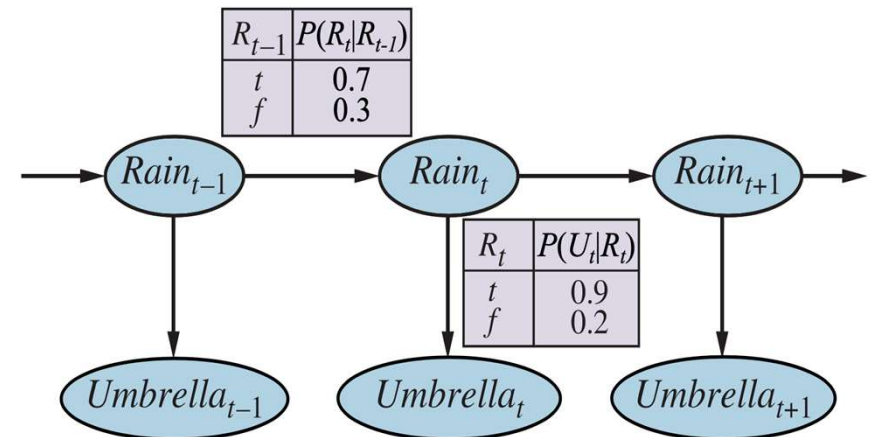 R_{t-1} P(R_t|R_{t-1})
t 0.7
f 0.3
Rain_{t-1} Rain_t Rain_{t+1}
R_t P(U_t|R_t)
t 0.9
f 0.2
Umbrella_{t-1} Umbrella_t Umbrella_{t+1}